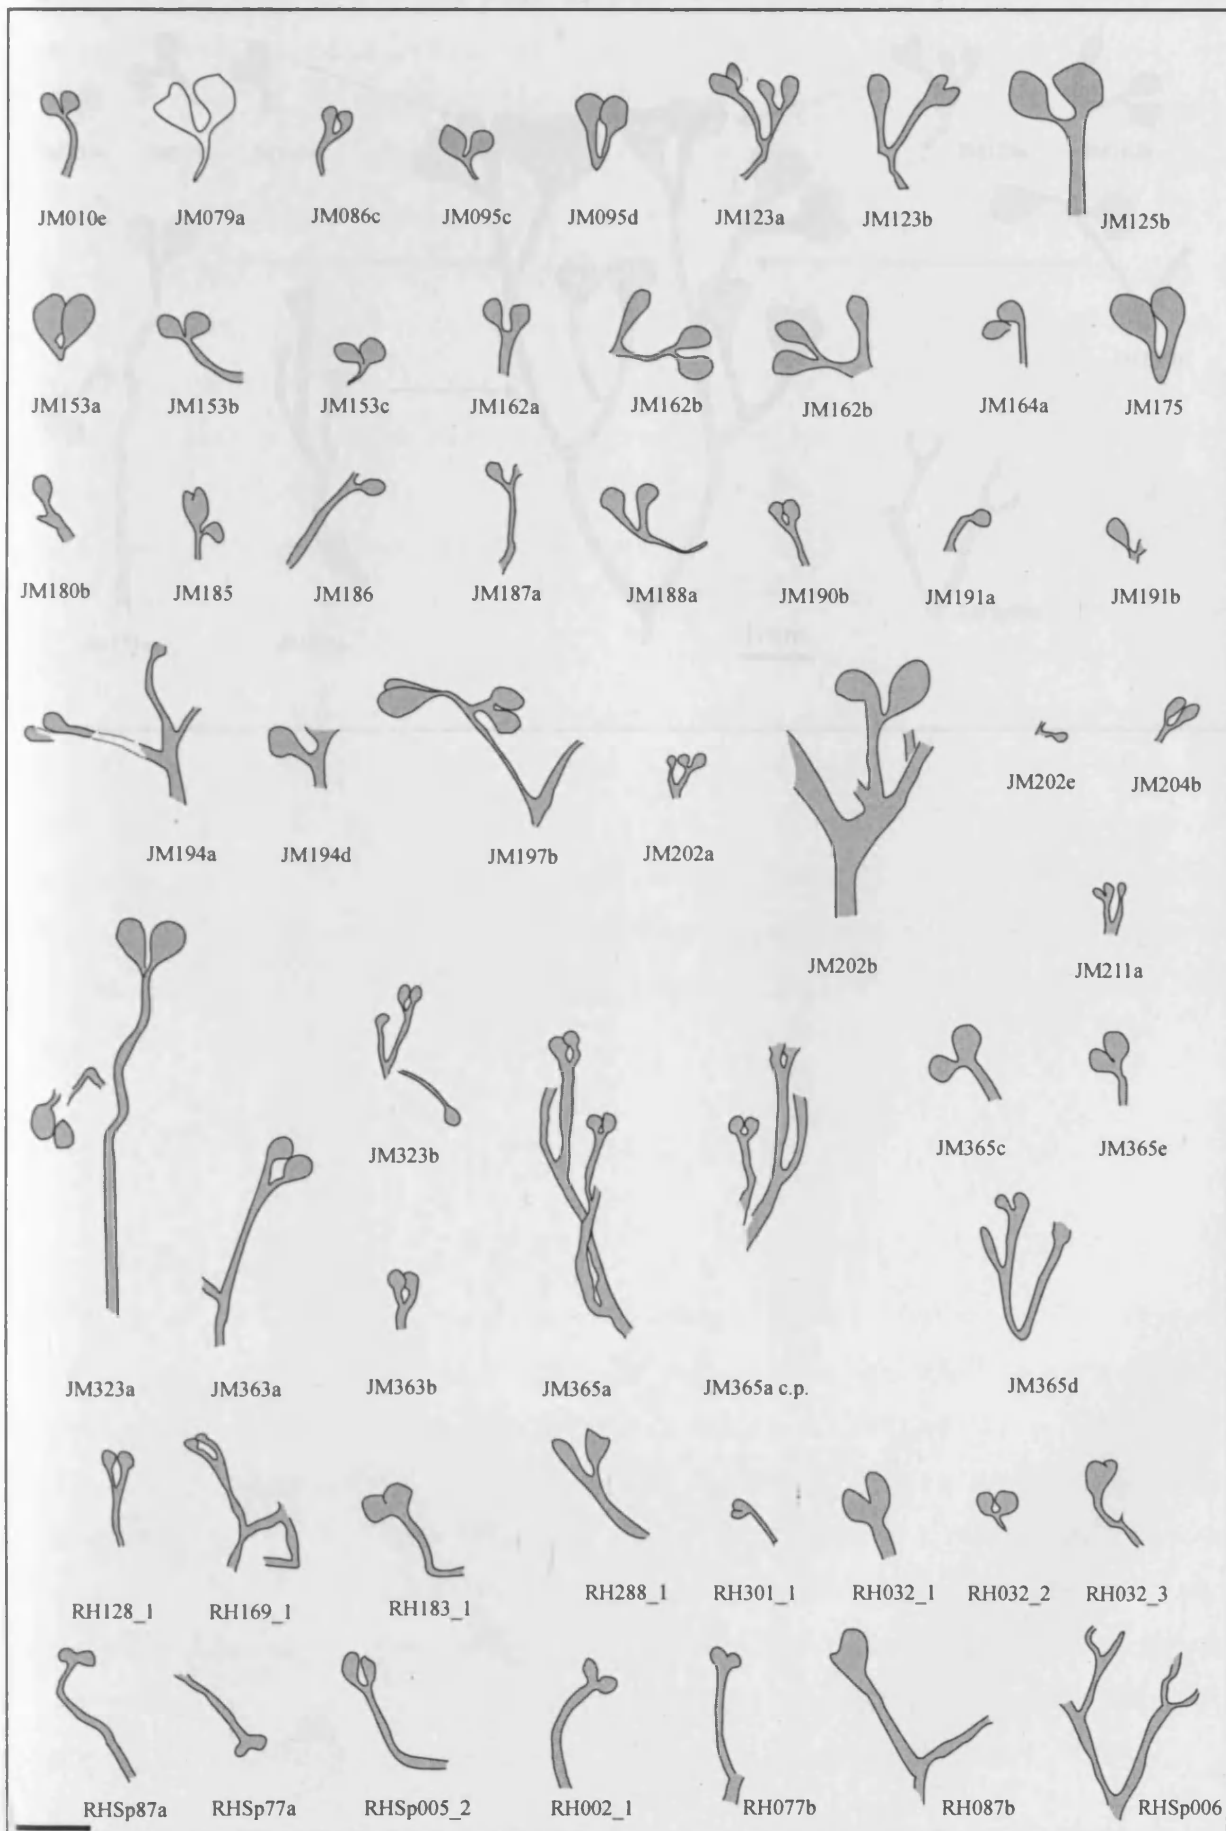 JM010e JM079a JM086c JM095c JM095d JM123a JM123b JM125b
JM153a JM153b JM153c JM162a JM162b JM162b JM164a JM175
JM180b JM185 JM186 JM187a JM188a JM190b JM191a JM191b
JM202e JM204b
JM194a JM194d JM197b JM202a
JM202b JM211a
JM323b JM365c JM365e
JM323a JM363a JM363b JM365a JM365a c.p. JM365d
RH128_1 RH169_1 RH183_1 RH288_1 RH301_1 RH032_1 RH032_2 RH032_3
RHSp87a RHSp77a RHSp005_2 RH002_1 RH077b RH087b RHSp006